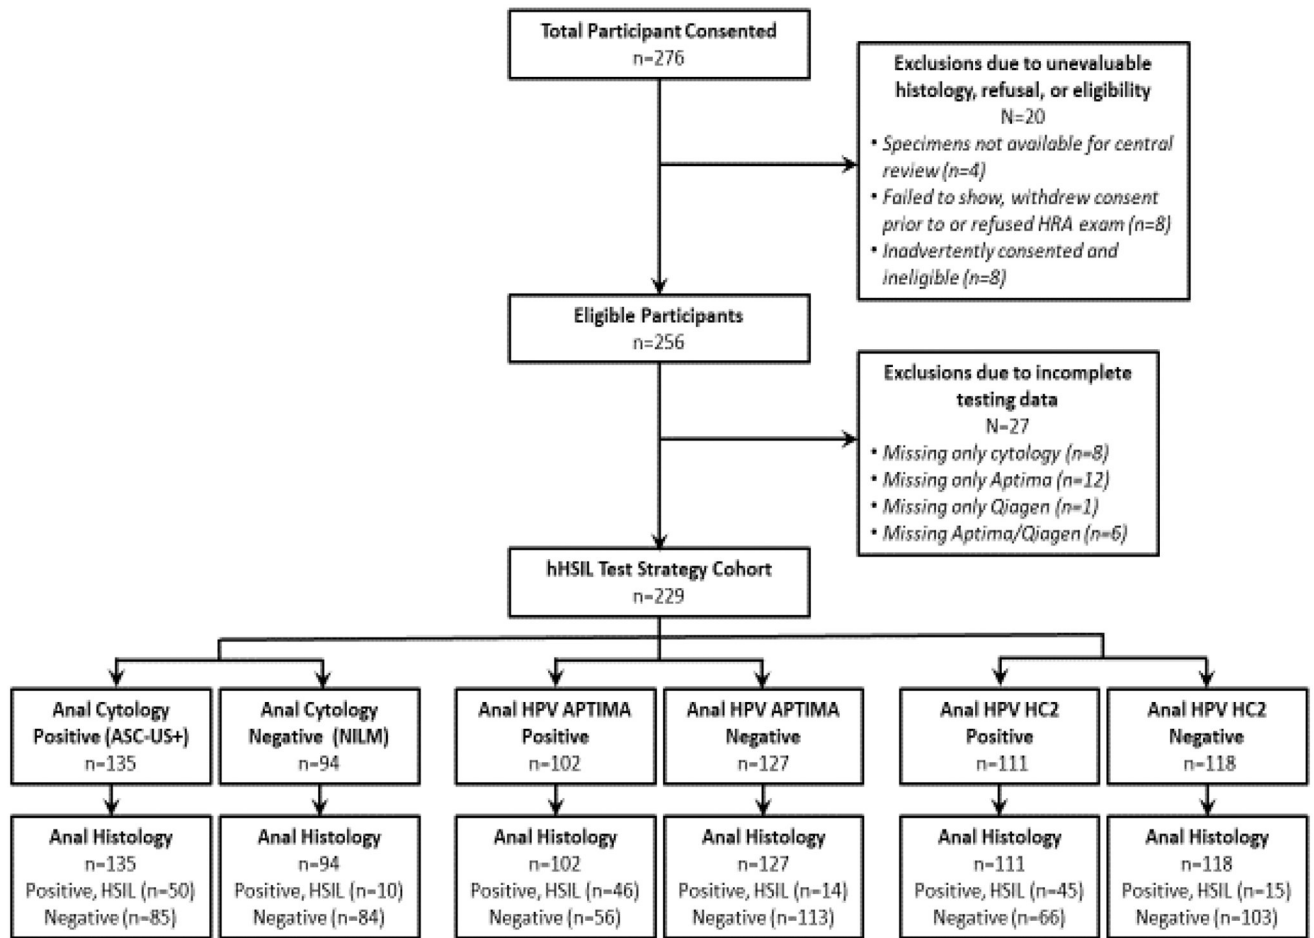 Total Participant Consented
n=276
Exclusions due to unevaluable
histology, refusal, or eligibility
N=20
• Specimens not available for central
review (n=4)
• Failed to show, withdrew consent
prior to or refused HRA exam (n=8)
• Inadvertently consented and
ineligible (n=8)
Eligible Participants
n=256
Exclusions due to incomplete
testing data
N=27
• Missing only cytology (n=8)
• Missing only Aptima (n=12)
• Missing only Qiagen (n=1)
• Missing Aptima/Qiagen (n=6)
hHSIL Test Strategy Cohort
n=229
Anal Cytology
Positive (ASC-US+)
n=135
Anal Cytology
Negative (NILM)
n=94
Anal HPV APTIMA
Positive
n=102
Anal HPV APTIMA
Negative
n=127
Anal HPV HC2
Positive
n=111
Anal HPV HC2
Negative
n=118
Anal Histology
n=135
Positive, HSIL (n=50)
Negative (n=85)
Anal Histology
n=94
Positive, HSIL (n=10)
Negative (n=84)
Anal Histology
n=102
Positive, HSIL (n=46)
Negative (n=56)
Anal Histology
n=127
Positive, HSIL (n=14)
Negative (n=113)
Anal Histology
n=111
Positive, HSIL (n=45)
Negative (n=66)
Anal Histology
n=118
Positive, HSIL (n=15)
Negative (n=103)